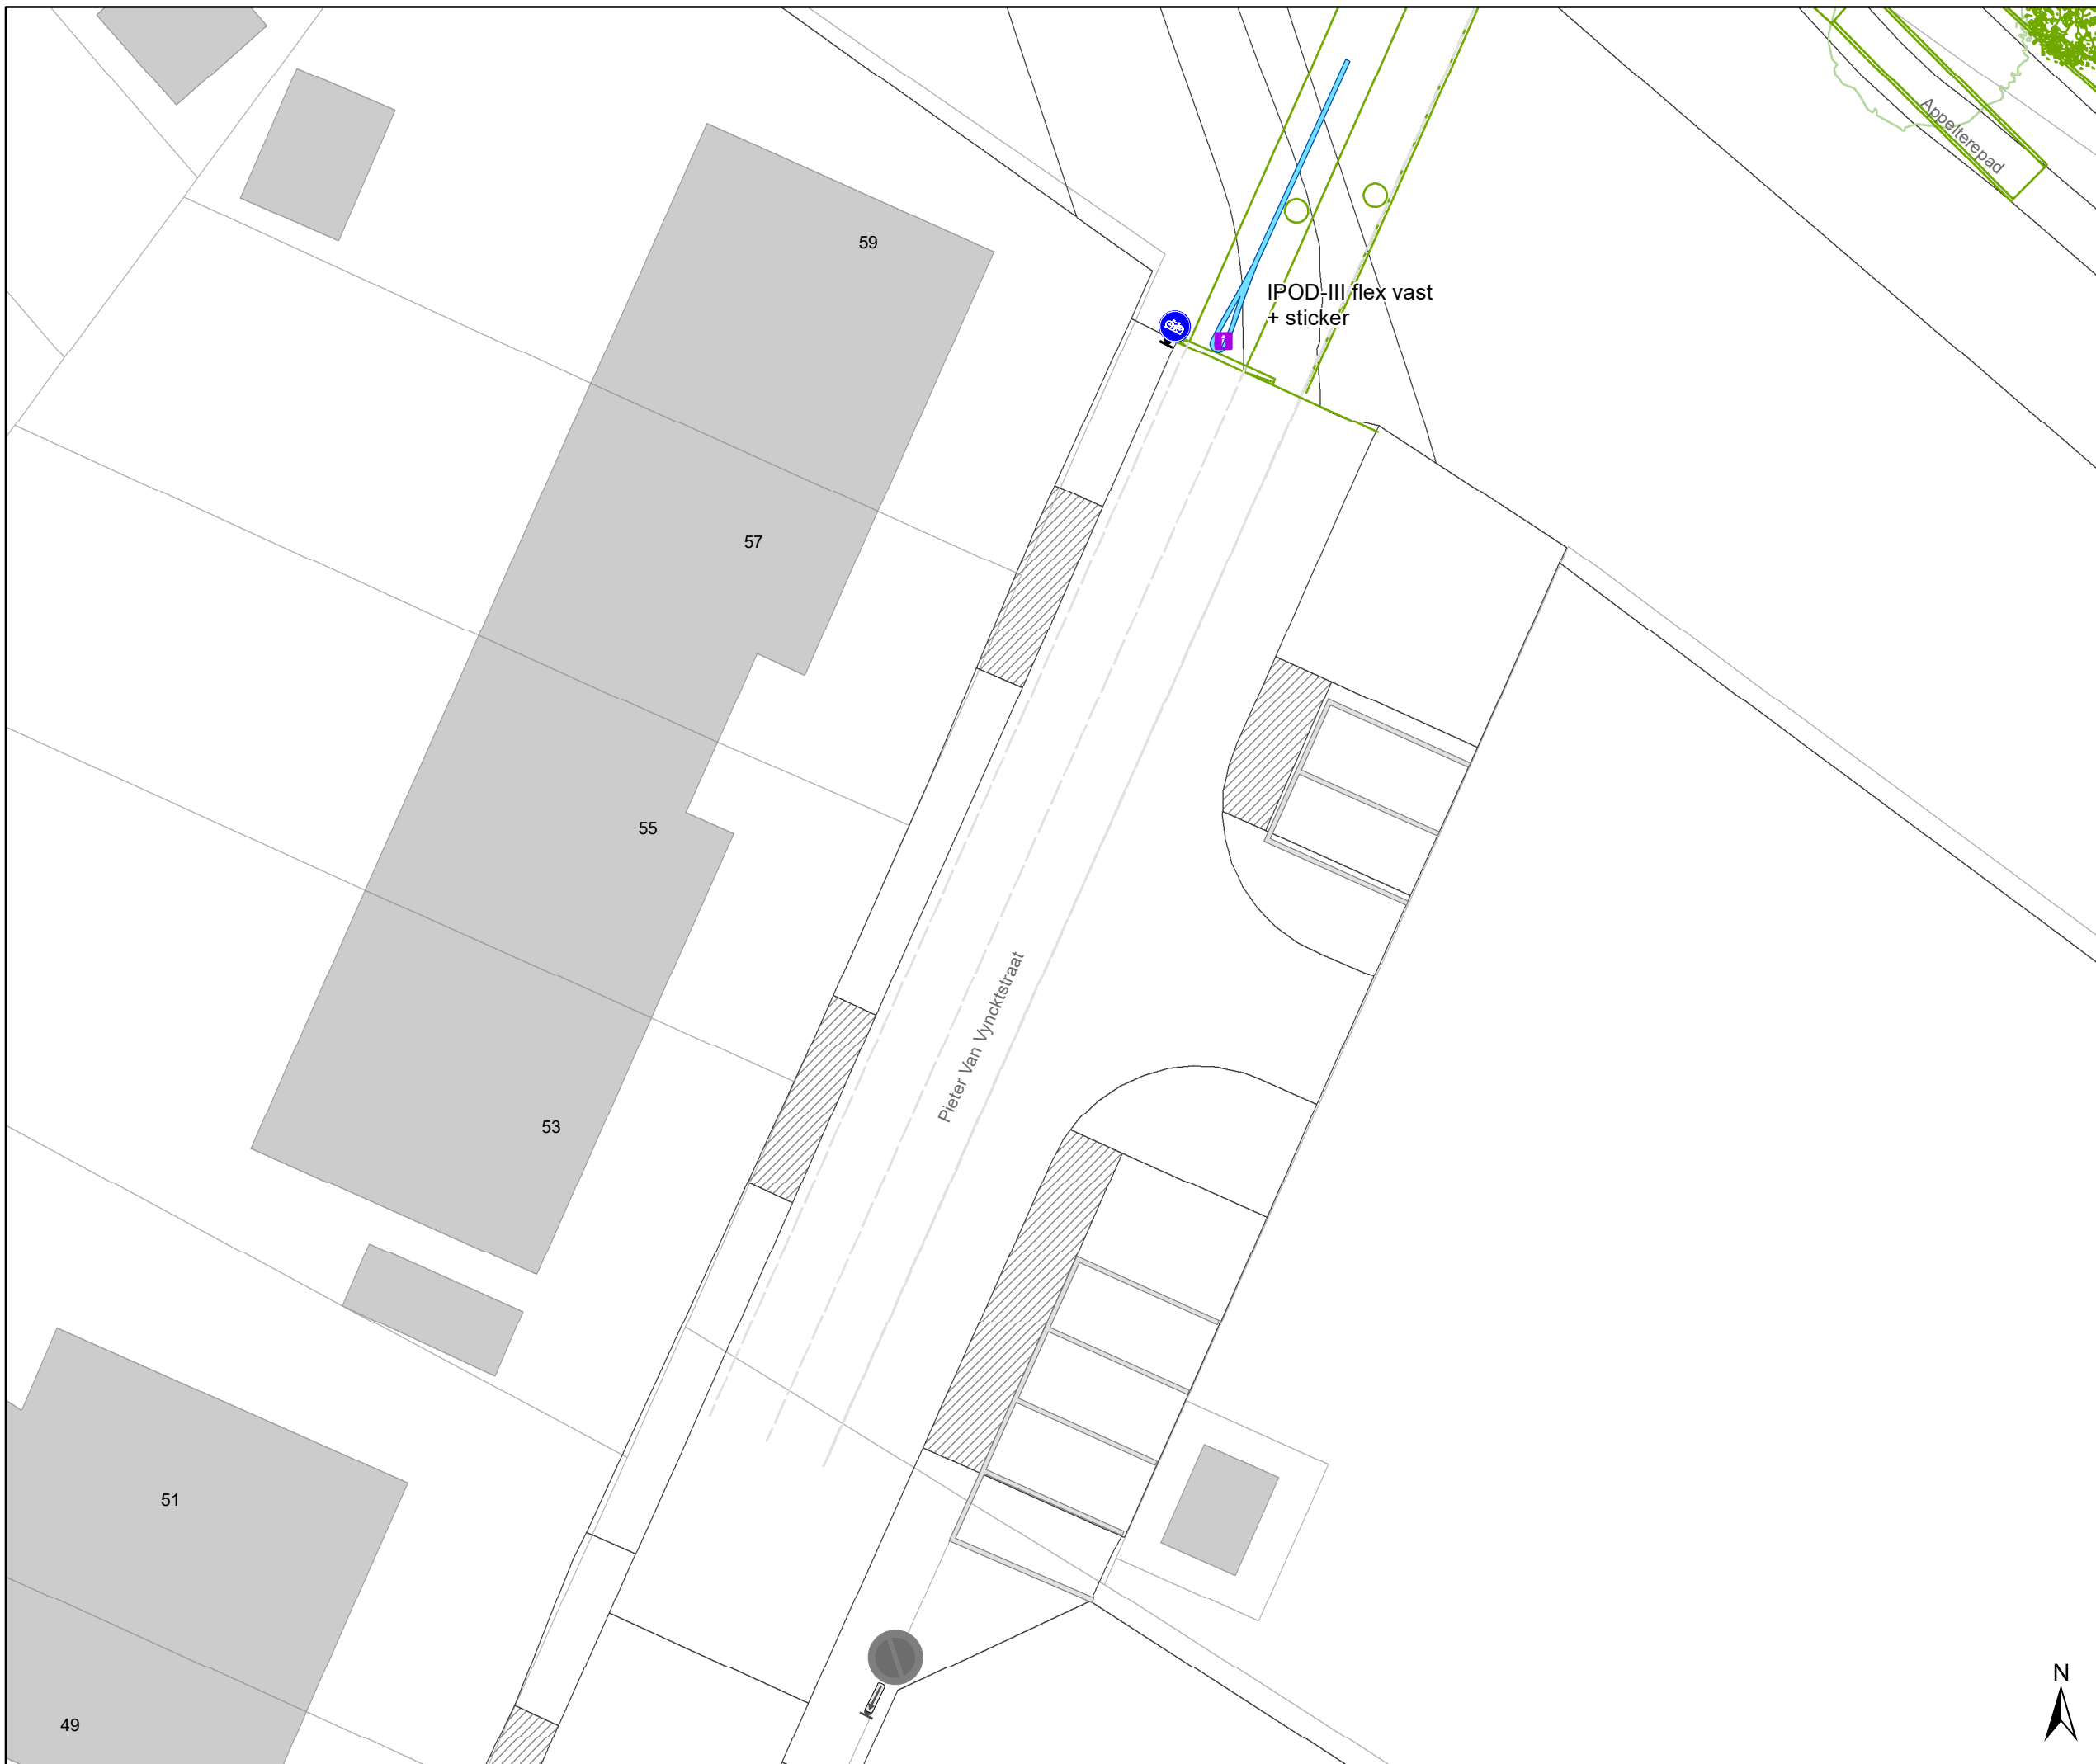 Appelterepad
59
IPOD-III flex vast
+ sticker
57
55
Pieter Van Vyncktstraat
53
51
49
N